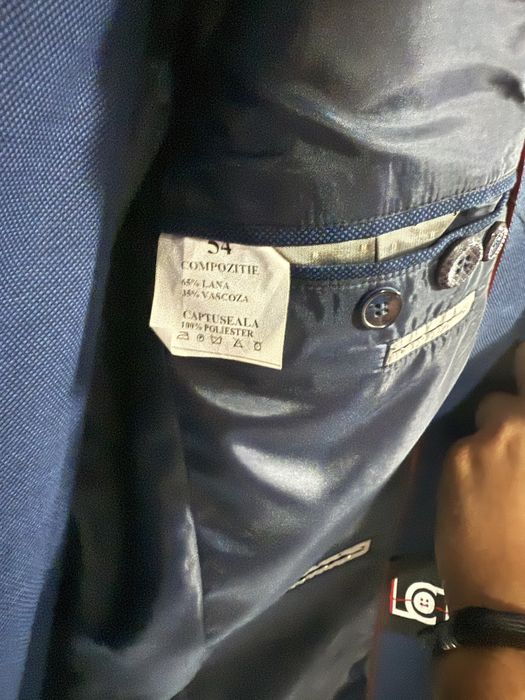 54
COMPOZITIE
65% LANA
35% VASCOZA
CAPTUSEALA
100% POLIESTER